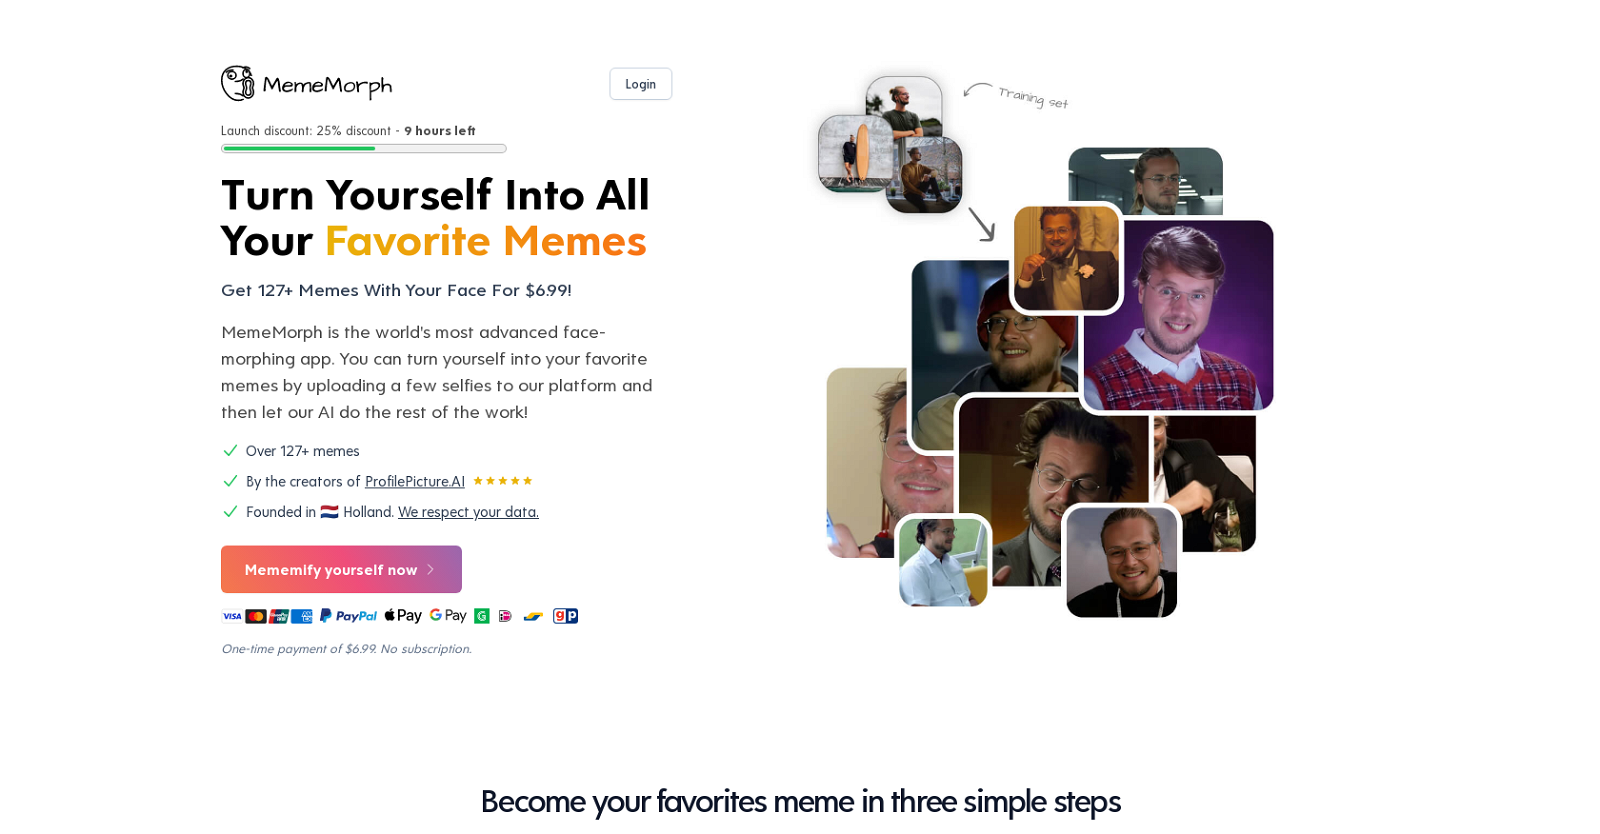 MemeMorph
Login
Launch discount: 25% discount - 9 hours left
Turn Yourself Into All
Your Favorite Memes
Get 127+ Memes With Your Face For $6.99!
MemeMorph is the world's most advanced face-
morphing app. You can turn yourself into your favorite
memes by uploading a few selfies to our platform and
then let our AI do the rest of the work!
Over 127+ memes
By the creators of ProfilePicture.AI
Founded in 🇳🇱 Holland. We respect your data.
Mememify yourself now
VISA PayPal Pay G Pay G gp
One-time payment of $6.99. No subscription.
Training set
Become your favorites meme in three simple steps